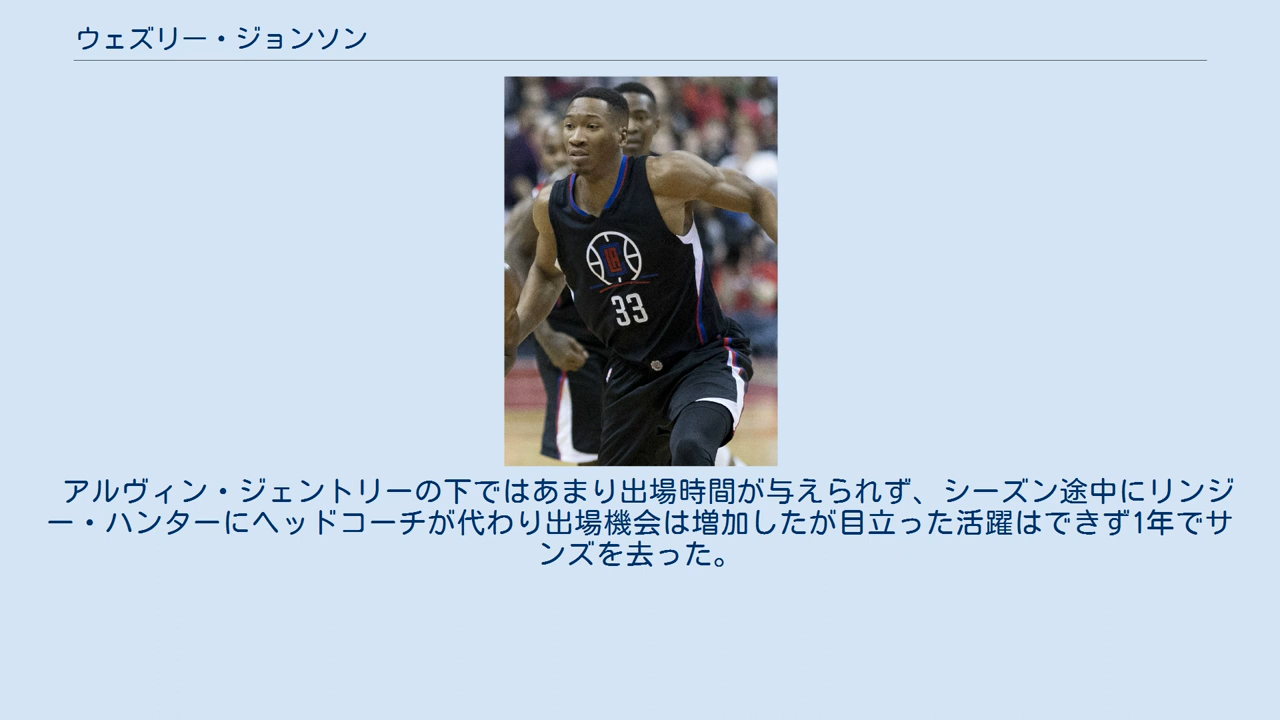 ウェズリー・ジョンソン
33
アルヴィン・ジェントリーの下ではあまり出場時間が与えられず、シーズン途中にリンジ
ー・ハンターにヘッドコーチが代わり出場機会は増加したが目立った活躍はできず1年でサ
ンズを去った。